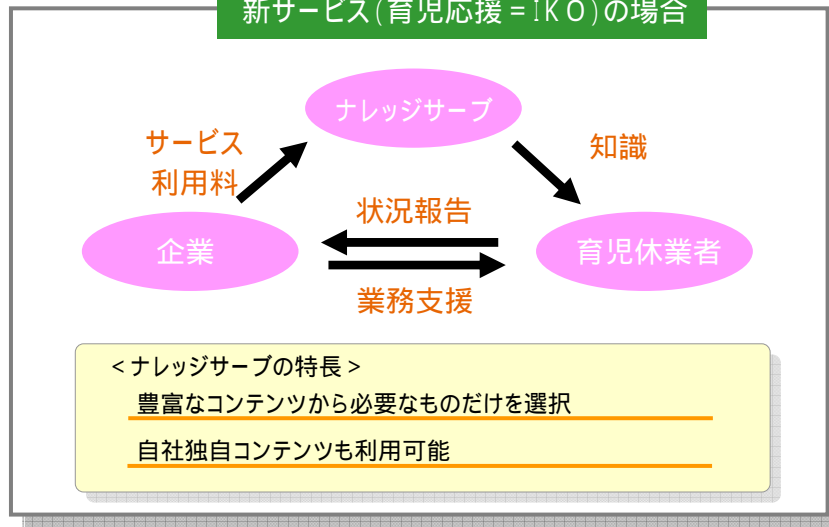 新サービス(育児応援=IKO)の場合
ナレッジサーブ
サービス
利用料
知識
状況報告
企業
育児休業者
業務支援
<ナレッジサーブの特長>
豊富なコンテンツから必要なものだけを選択
自社独自コンテンツも利用可能